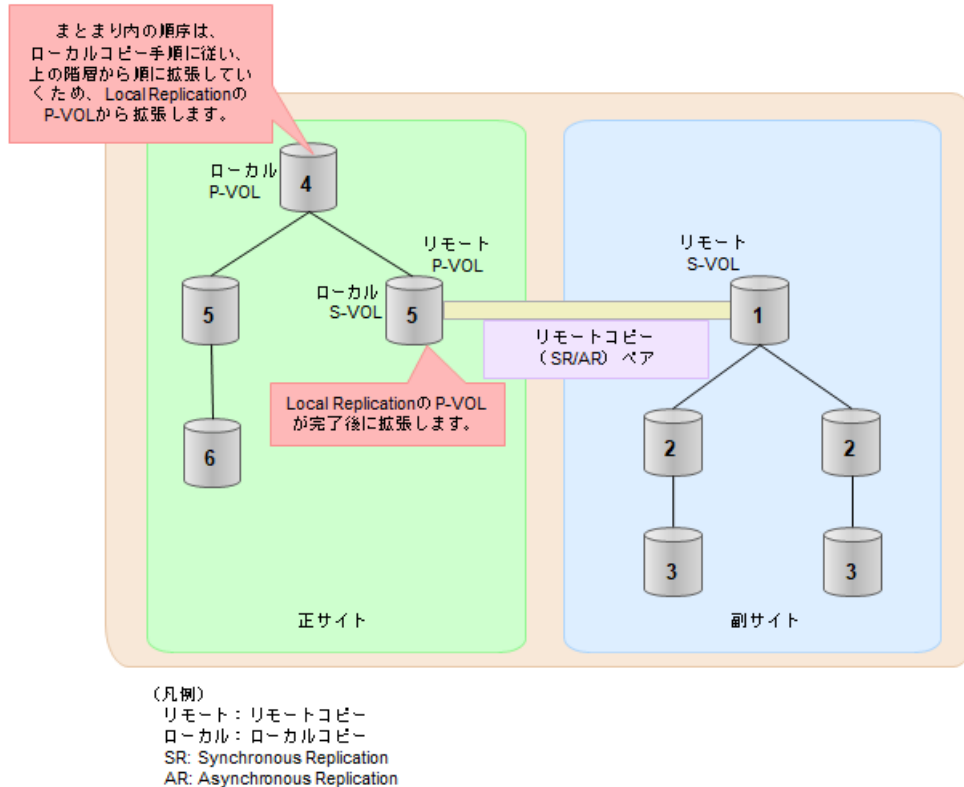 まとまり内の順序は、
ローカルコピー手順に従い、
上の階層から順に拡張してい
くため、Local Replicationの
P-VOLから拡張します。
ローカル
P-VOL
4
リモート
P-VOL
リモート
S-VOL
5
ローカル
S-VOL
5
1
リモートコピー
（SR/AR）ペア
Local ReplicationのP-VOL
が完了後に拡張します。
6
2
2
3
3
正サイト
副サイト
（凡例）
リモート：リモートコピー
ローカル：ローカルコピー
SR: Synchronous Replication
AR: Asynchronous Replication